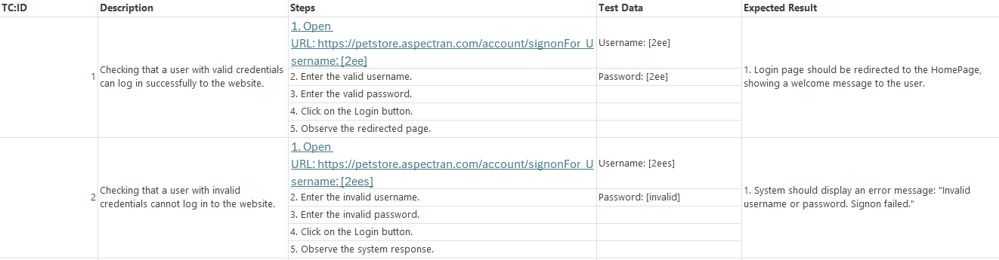 TC:ID Description Steps Test Data Expected Result
1
Checking that a user with valid credentials
can log in successfully to the website.
1. Open
URL: https://petstore.aspectran.com/account/signonFor_U
sername: [2ee]
2. Enter the valid username.
3. Enter the valid password.
4. Click on the Login button.
5. Observe the redirected page.
Username: [2ee]
Password: [2ee]
1. Login page should be redirected to the HomePage,
showing a welcome message to the user.
2
Checking that a user with invalid
credentials cannot log in to the website.
1. Open
URL: https://petstore.aspectran.com/account/signonFor_U
sername: [2ees]
2. Enter the invalid username.
3. Enter the invalid password.
4. Click on the Login button.
5. Observe the system response.
Username: [2ees]
Password: [invalid]
1. System should display an error message: "Invalid
username or password. Signon failed."